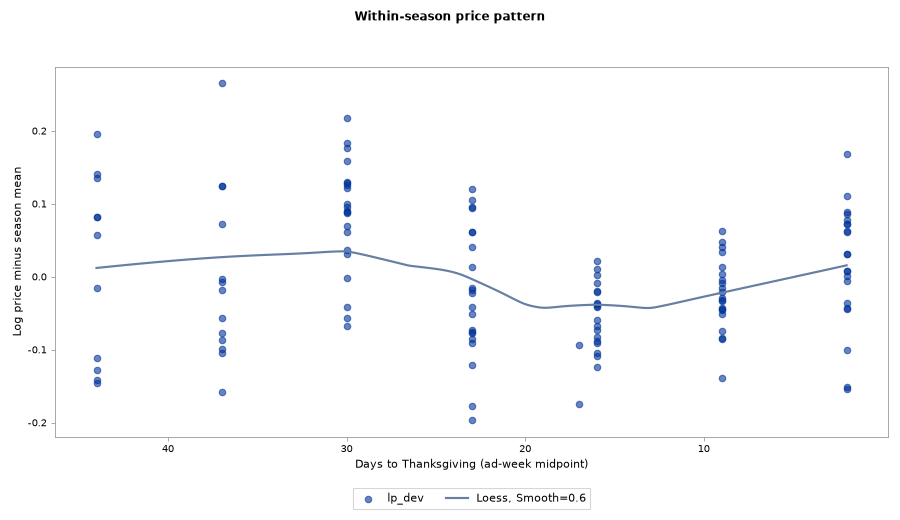 Within-season price pattern
Log price minus season mean
0.2
0.1
0.0
-0.1
-0.2
40
30
20
10
Days to Thanksgiving (ad-week midpoint)
lp_dev
Loess, Smooth=0.6